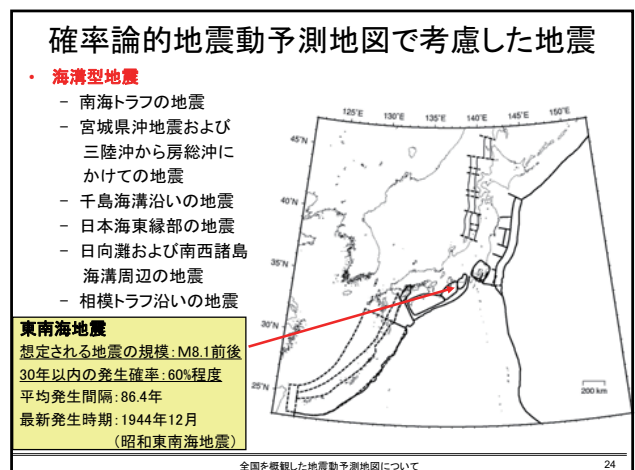 確率論的地震動予測地図で考慮した地震
• 海溝型地震
− 南海トラフの地震
− 宮城県沖地震および
三陸沖から房総沖に
かけての地震
− 千島海溝沿いの地震
− 日本海東縁部の地震
− 日向灘および南西諸島
海溝周辺の地震
− 相模トラフ沿いの地震
東南海地震
想定される地震の規模:M8.1前後
30年以内の発生確率:60%程度
平均発生間隔:86.4年
最新発生時期:1944年12月
(昭和東南海地震)
125˚E 130˚E 135˚E 140˚E 145˚E 150˚E
45˚N
40˚N
35˚N
30˚N
25˚N
200 km
全国を概観した地震動予測地図について
24